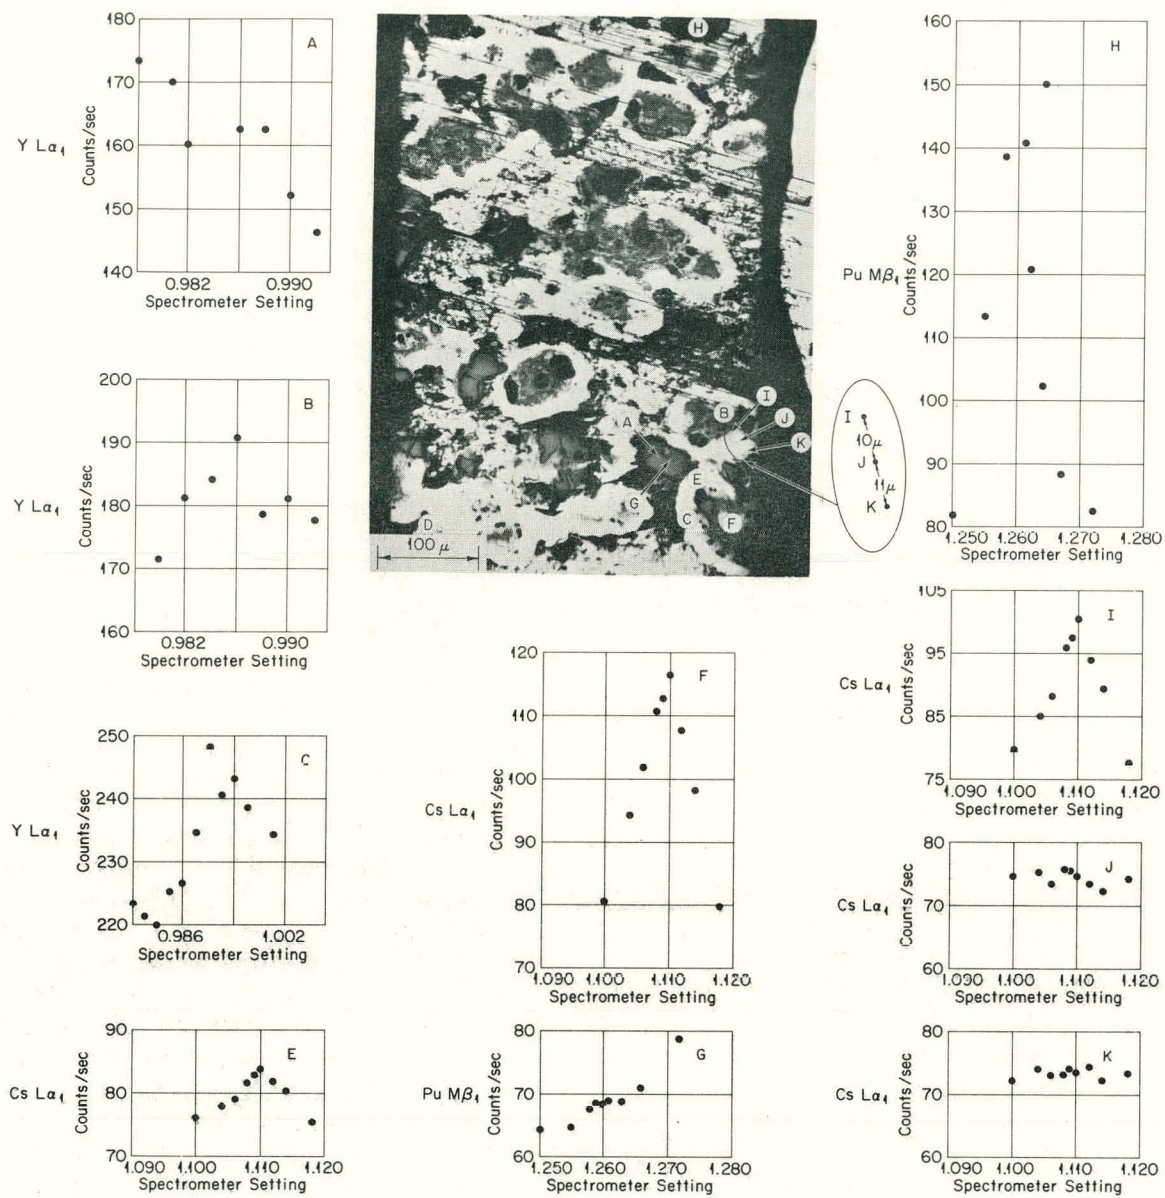 180
A
170
Y Lα₁
Counts/sec
160
150
140
0.982 0.990
Spectrometer Setting
200
B
190
Y Lα₁
Counts/sec
180
170
160
0.982 0.990
Spectrometer Setting
250
C
240
Y Lα₁
Counts/sec
230
220
0.986 1.002
Spectrometer Setting
90
E
Cs Lα₁
Counts/sec
80
70
1.090 1.100 1.110 1.120
Spectrometer Setting
H
I
B
J
A
K
E
G
D
C
F
100 μ
I
10μ
J
11μ
K
120
F
110
Cs Lα₁
Counts/sec
100
90
80
70
1.090 1.100 1.110 1.120
Spectrometer Setting
80
G
Pu Mβ₁
Counts/sec
70
60
1.250 1.260 1.270 1.280
Spectrometer Setting
160
H
150
140
130
Pu Mβ₁
Counts/sec
120
110
100
90
80
1.250 1.260 1.270 1.280
Spectrometer Setting
105
I
95
Cs Lα₁
Counts/sec
85
75
1.090 1.100 1.110 1.120
Spectrometer Setting
80
J
Cs Lα₁
Counts/sec
70
60
1.090 1.100 1.110 1.120
Spectrometer Setting
80
K
Cs Lα₁
Counts/sec
70
60
1.090 1.100 1.110 1.120
Spectrometer Setting